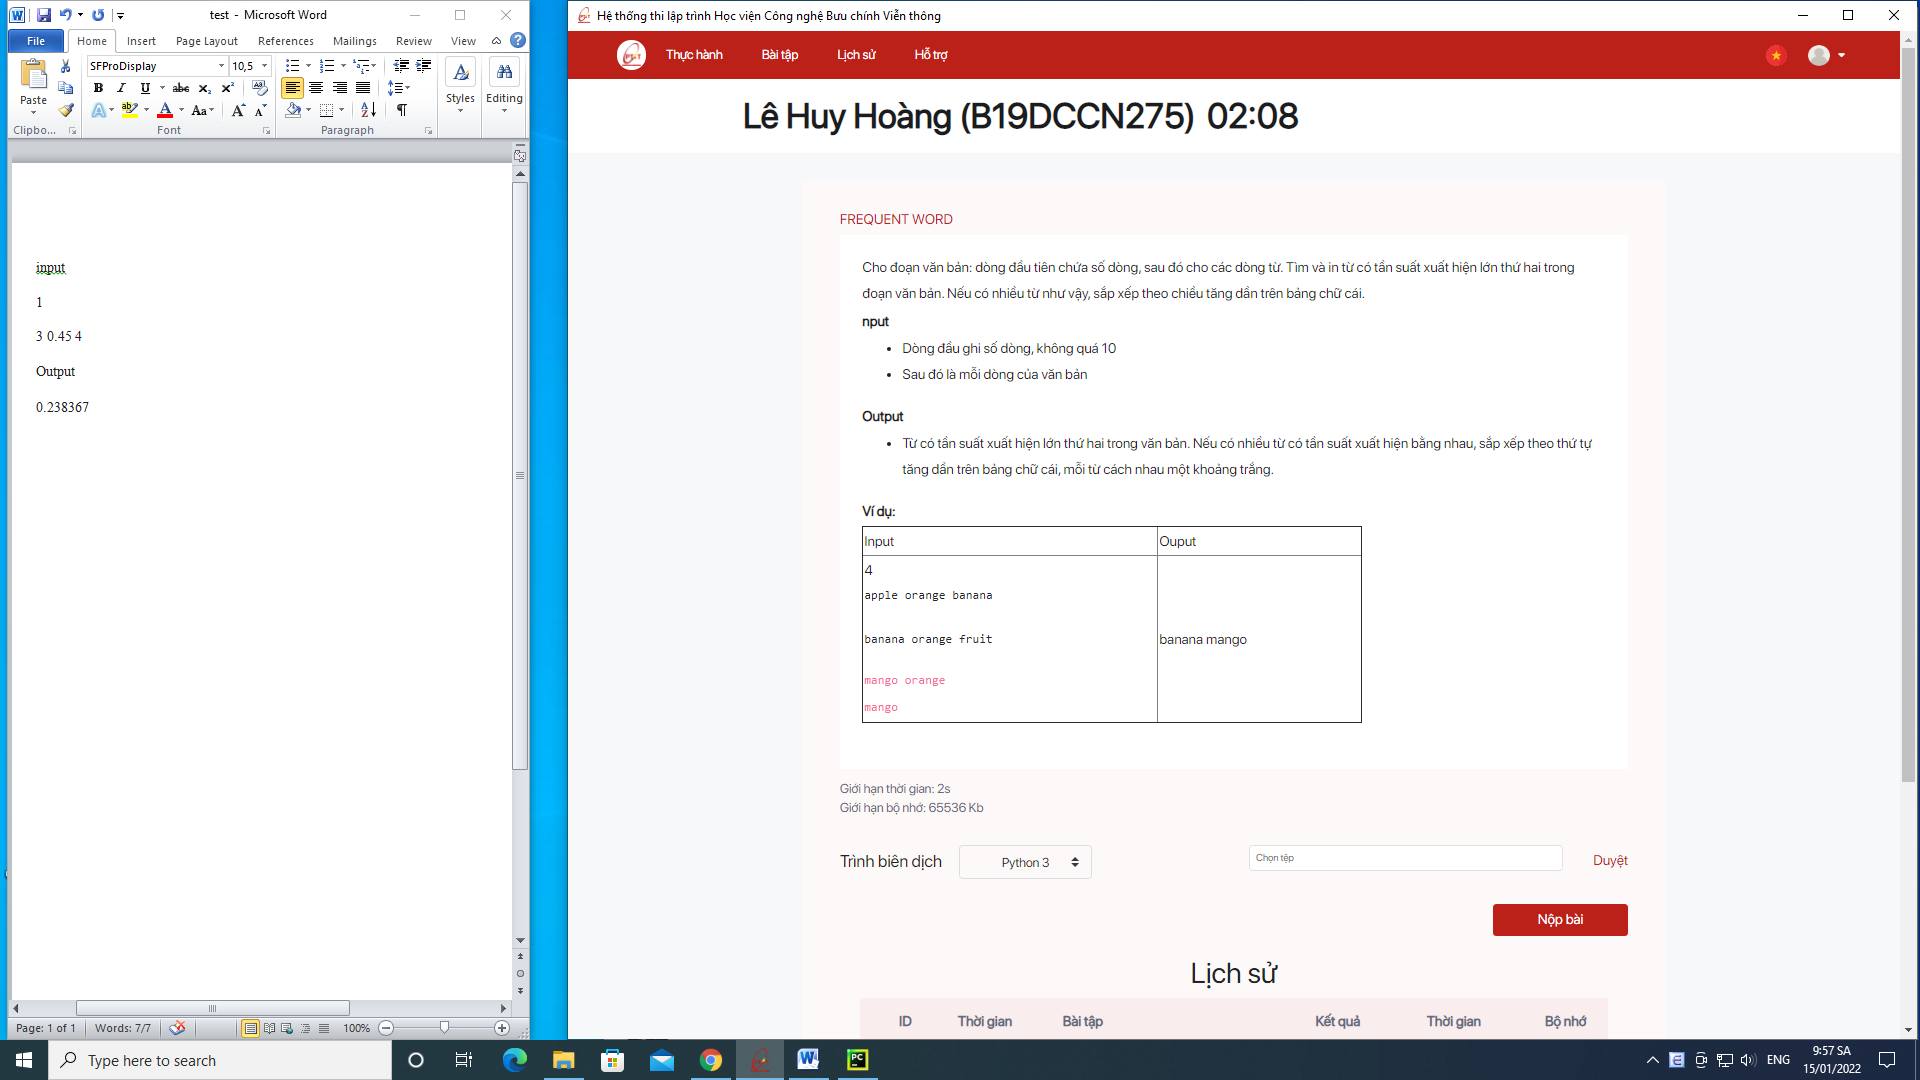 test - Microsoft Word
File
Home
Insert
Page Layout
References
Mailings
Review
View
Paste
SFProDisplay
10,5
Styles
Editing
Clipbo...
Font
Paragraph
input
1
3 0.45 4
Output
0.238367
Page: 1 of 1
Words: 7/7
100%
Hệ thống thi lập trình Học viện Công nghệ Bưu chính Viễn thông
Thực hành
Bài tập
Lịch sử
Hỗ trợ
Lê Huy Hoàng (B19DCCN275) 02:08
FREQUENT WORD
Cho đoạn văn bản: dòng đầu tiên chứa số dòng, sau đó cho các dòng từ. Tìm và in từ có tần suất xuất hiện lớn thứ hai trong
đoạn văn bản. Nếu có nhiều từ như vậy, sắp xếp theo chiều tăng dần trên bảng chữ cái.
nput
Dòng đầu ghi số dòng, không quá 10
Sau đó là mỗi dòng của văn bản
Output
Từ có tần suất xuất hiện lớn thứ hai trong văn bản. Nếu có nhiều từ có tần suất xuất hiện bằng nhau, sắp xếp theo thứ tự
tăng dần trên bảng chữ cái, mỗi từ cách nhau một khoảng trắng.
Ví dụ:
Input
Ouput
4
apple orange banana
banana orange fruit
mango orange
mango
banana mango
Giới hạn thời gian: 2s
Giới hạn bộ nhớ: 65536 Kb
Trình biên dịch
Python 3
Chọn tệp
Duyệt
Nộp bài
Lịch sử
ID
Thời gian
Bài tập
Kết quả
Thời gian
Bộ nhớ
Type here to search
ENG
9:57 SA
15/01/2022